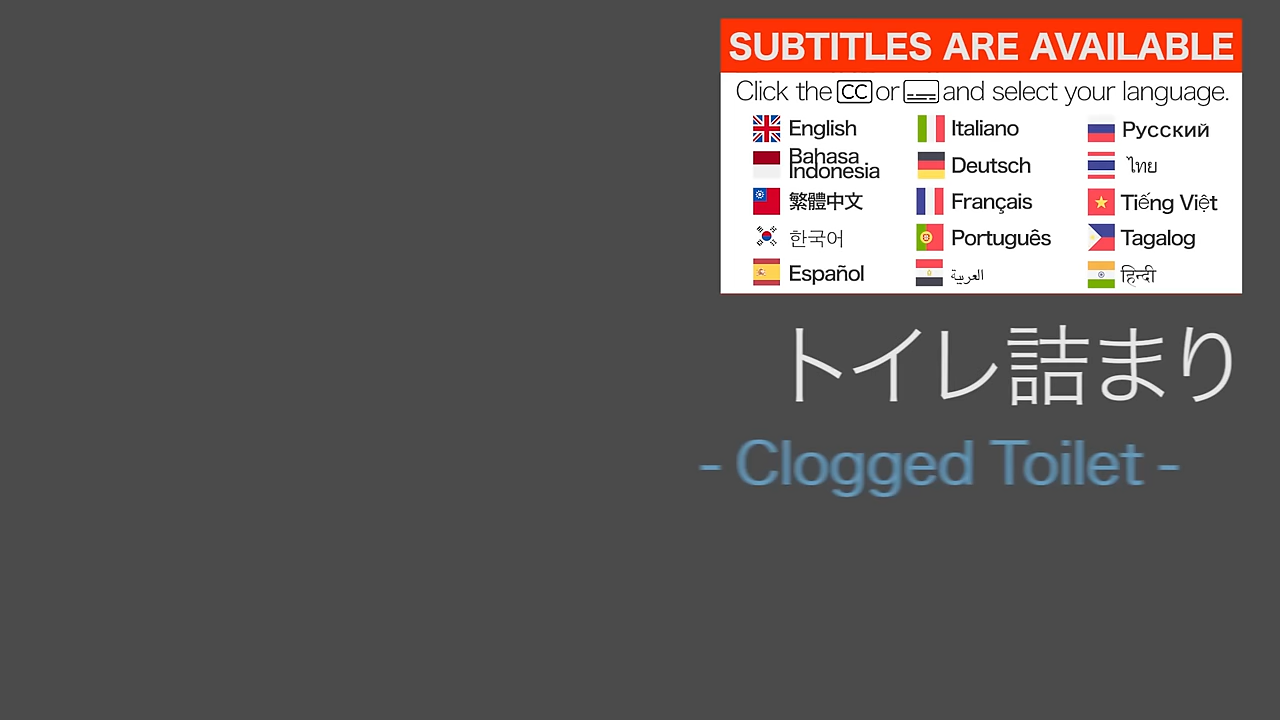 SUBTITLES ARE AVAILABLE
Click the CC or and select your language.
English
Bahasa Indonesia
繁體中文
한국어
Español
Italiano
Deutsch
Français
Português
العربية
Русский
ไทย
Tiếng Việt
Tagalog
हिन्दी
トイレ詰まり
- Clogged Toilet -